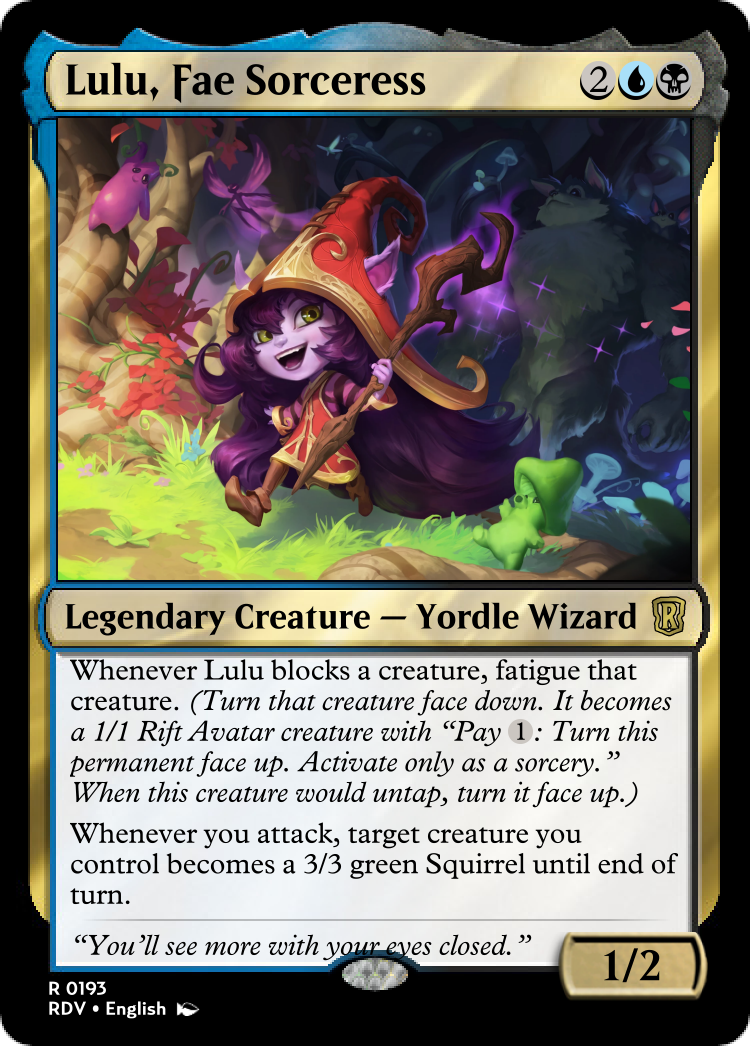 Lulu, Fae Sorceress
2
Legendary Creature — Yordle Wizard
R
Whenever Lulu blocks a creature, fatigue that
creature. (Turn that creature face down. It becomes
a 1/1 Rift Avatar creature with “Pay 1: Turn this
permanent face up. Activate only as a sorcery.”
When this creature would untap, turn it face up.)
Whenever you attack, target creature you
control becomes a 3/3 green Squirrel until end of
turn.
“You’ll see more with your eyes closed.”
1/2
R 0193
RDV • English